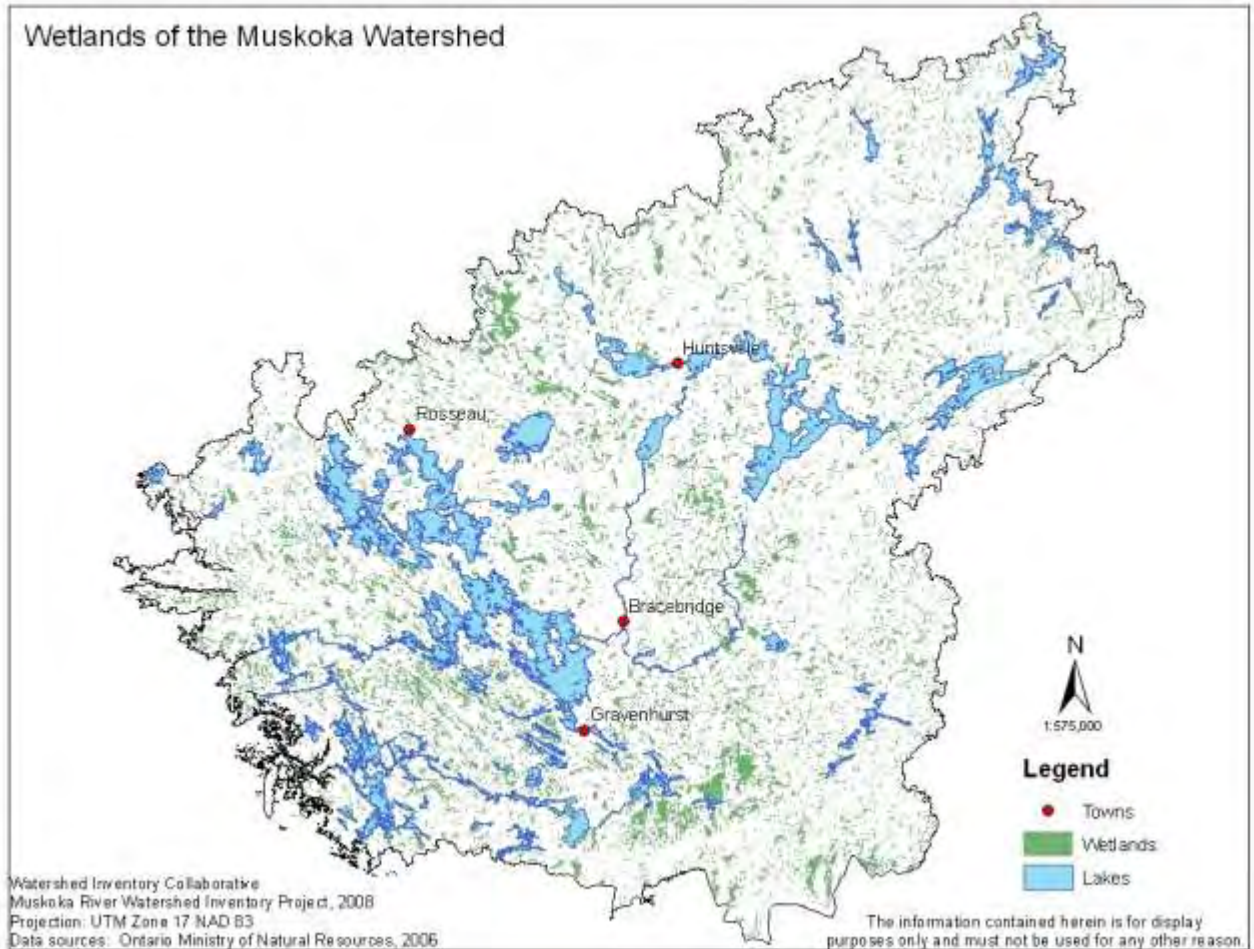 Wetlands of the Muskoka Watershed
Huntsville
Rosseau
Bracebridge
Gravenhurst
N
1:575,000
Legend
Towns
Wetlands
Lakes
Watershed Inventory Collaborative
Muskoka River Watershed Inventory Project, 2008
Projection: UTM Zone 17 NAD 83
Data sources: Ontario Ministry of Natural Resources, 2006
The information contained herein is for display
purposes only and must not be used for any other reason